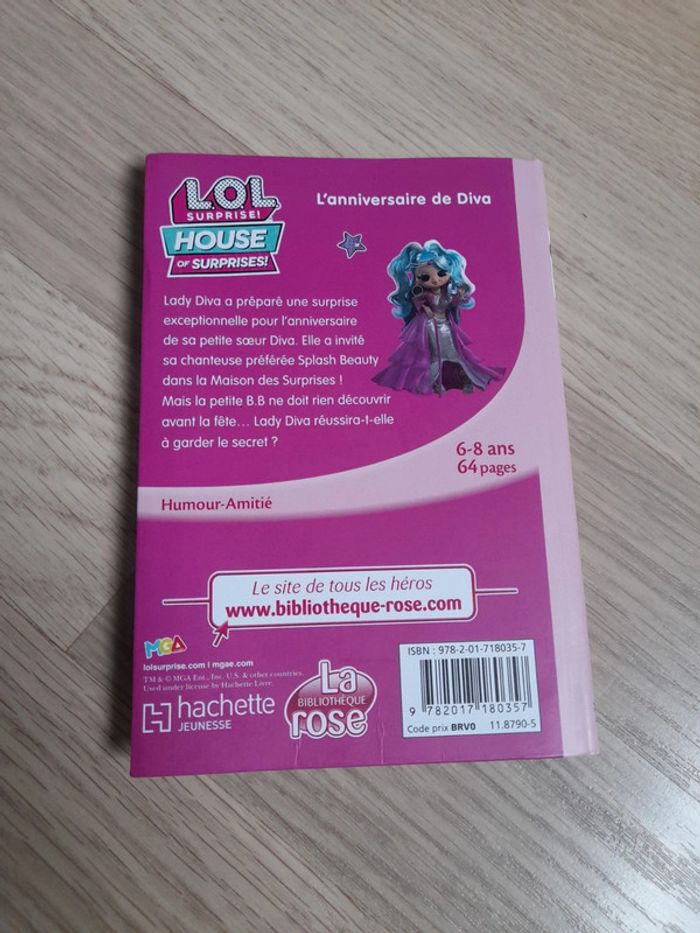 L.O.L.
SURPRISE!
HOUSE
OF SURPRISES!
L'anniversaire de Diva
Lady Diva a préparé une surprise
exceptionnelle pour l'anniversaire
de sa petite sœur Diva. Elle a invité
sa chanteuse préférée Splash Beauty
dans la Maison des Surprises !
Mais la petite B.B ne doit rien découvrir
avant la fête... Lady Diva réussira-t-elle
à garder le secret ?
6-8 ans
64 pages
Humour-Amitié
Le site de tous les héros
www.bibliotheque-rose.com
MGA
lolsurprise.com | mgae.com
TM & © MGA Ent., Inc. U.S. & other countries.
Used under license by Hachette Livre.
hachette
JEUNESSE
La
BIBLIOTHÈQUE
rose
ISBN : 978-2-01-718035-7
9 782017 180357
Code prix BRV0 11.8790-5